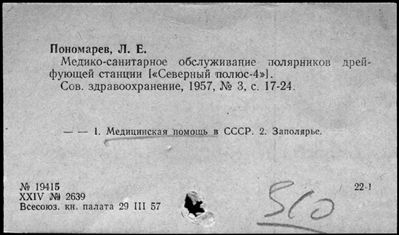 Пономарев, Л. Е.
Медико-санитарное обслуживание полярников дрей-
фующей станции [«Северный полюс-4»].
Сов. здравоохранение, 1957, № 3, с. 17-24.
— — 1. Медицинская помощь в СССР. 2. Заполярье.
№ 19415
XXIV № 2639
Всесоюз. кн. палата 29 III 57
22-1